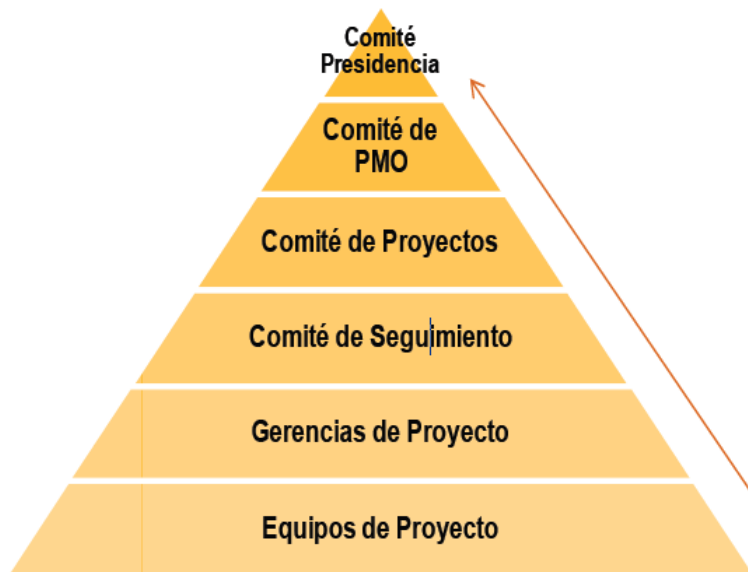 Comité
Presidencia
Comité de
PMO
Comité de Proyectos
Comité de Seguimiento
Gerencias de Proyecto
Equipos de Proyecto